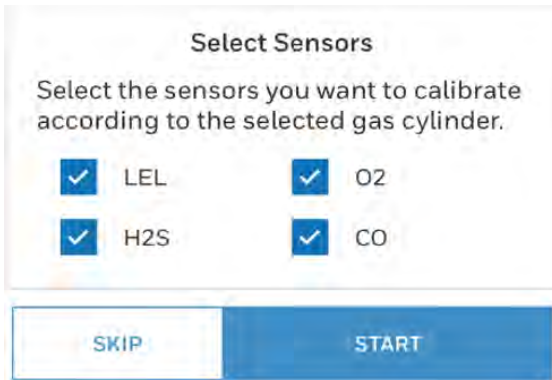 Select Sensors
Select the sensors you want to calibrate
according to the selected gas cylinder.
LEL
O2
H2S
CO
SKIP
START